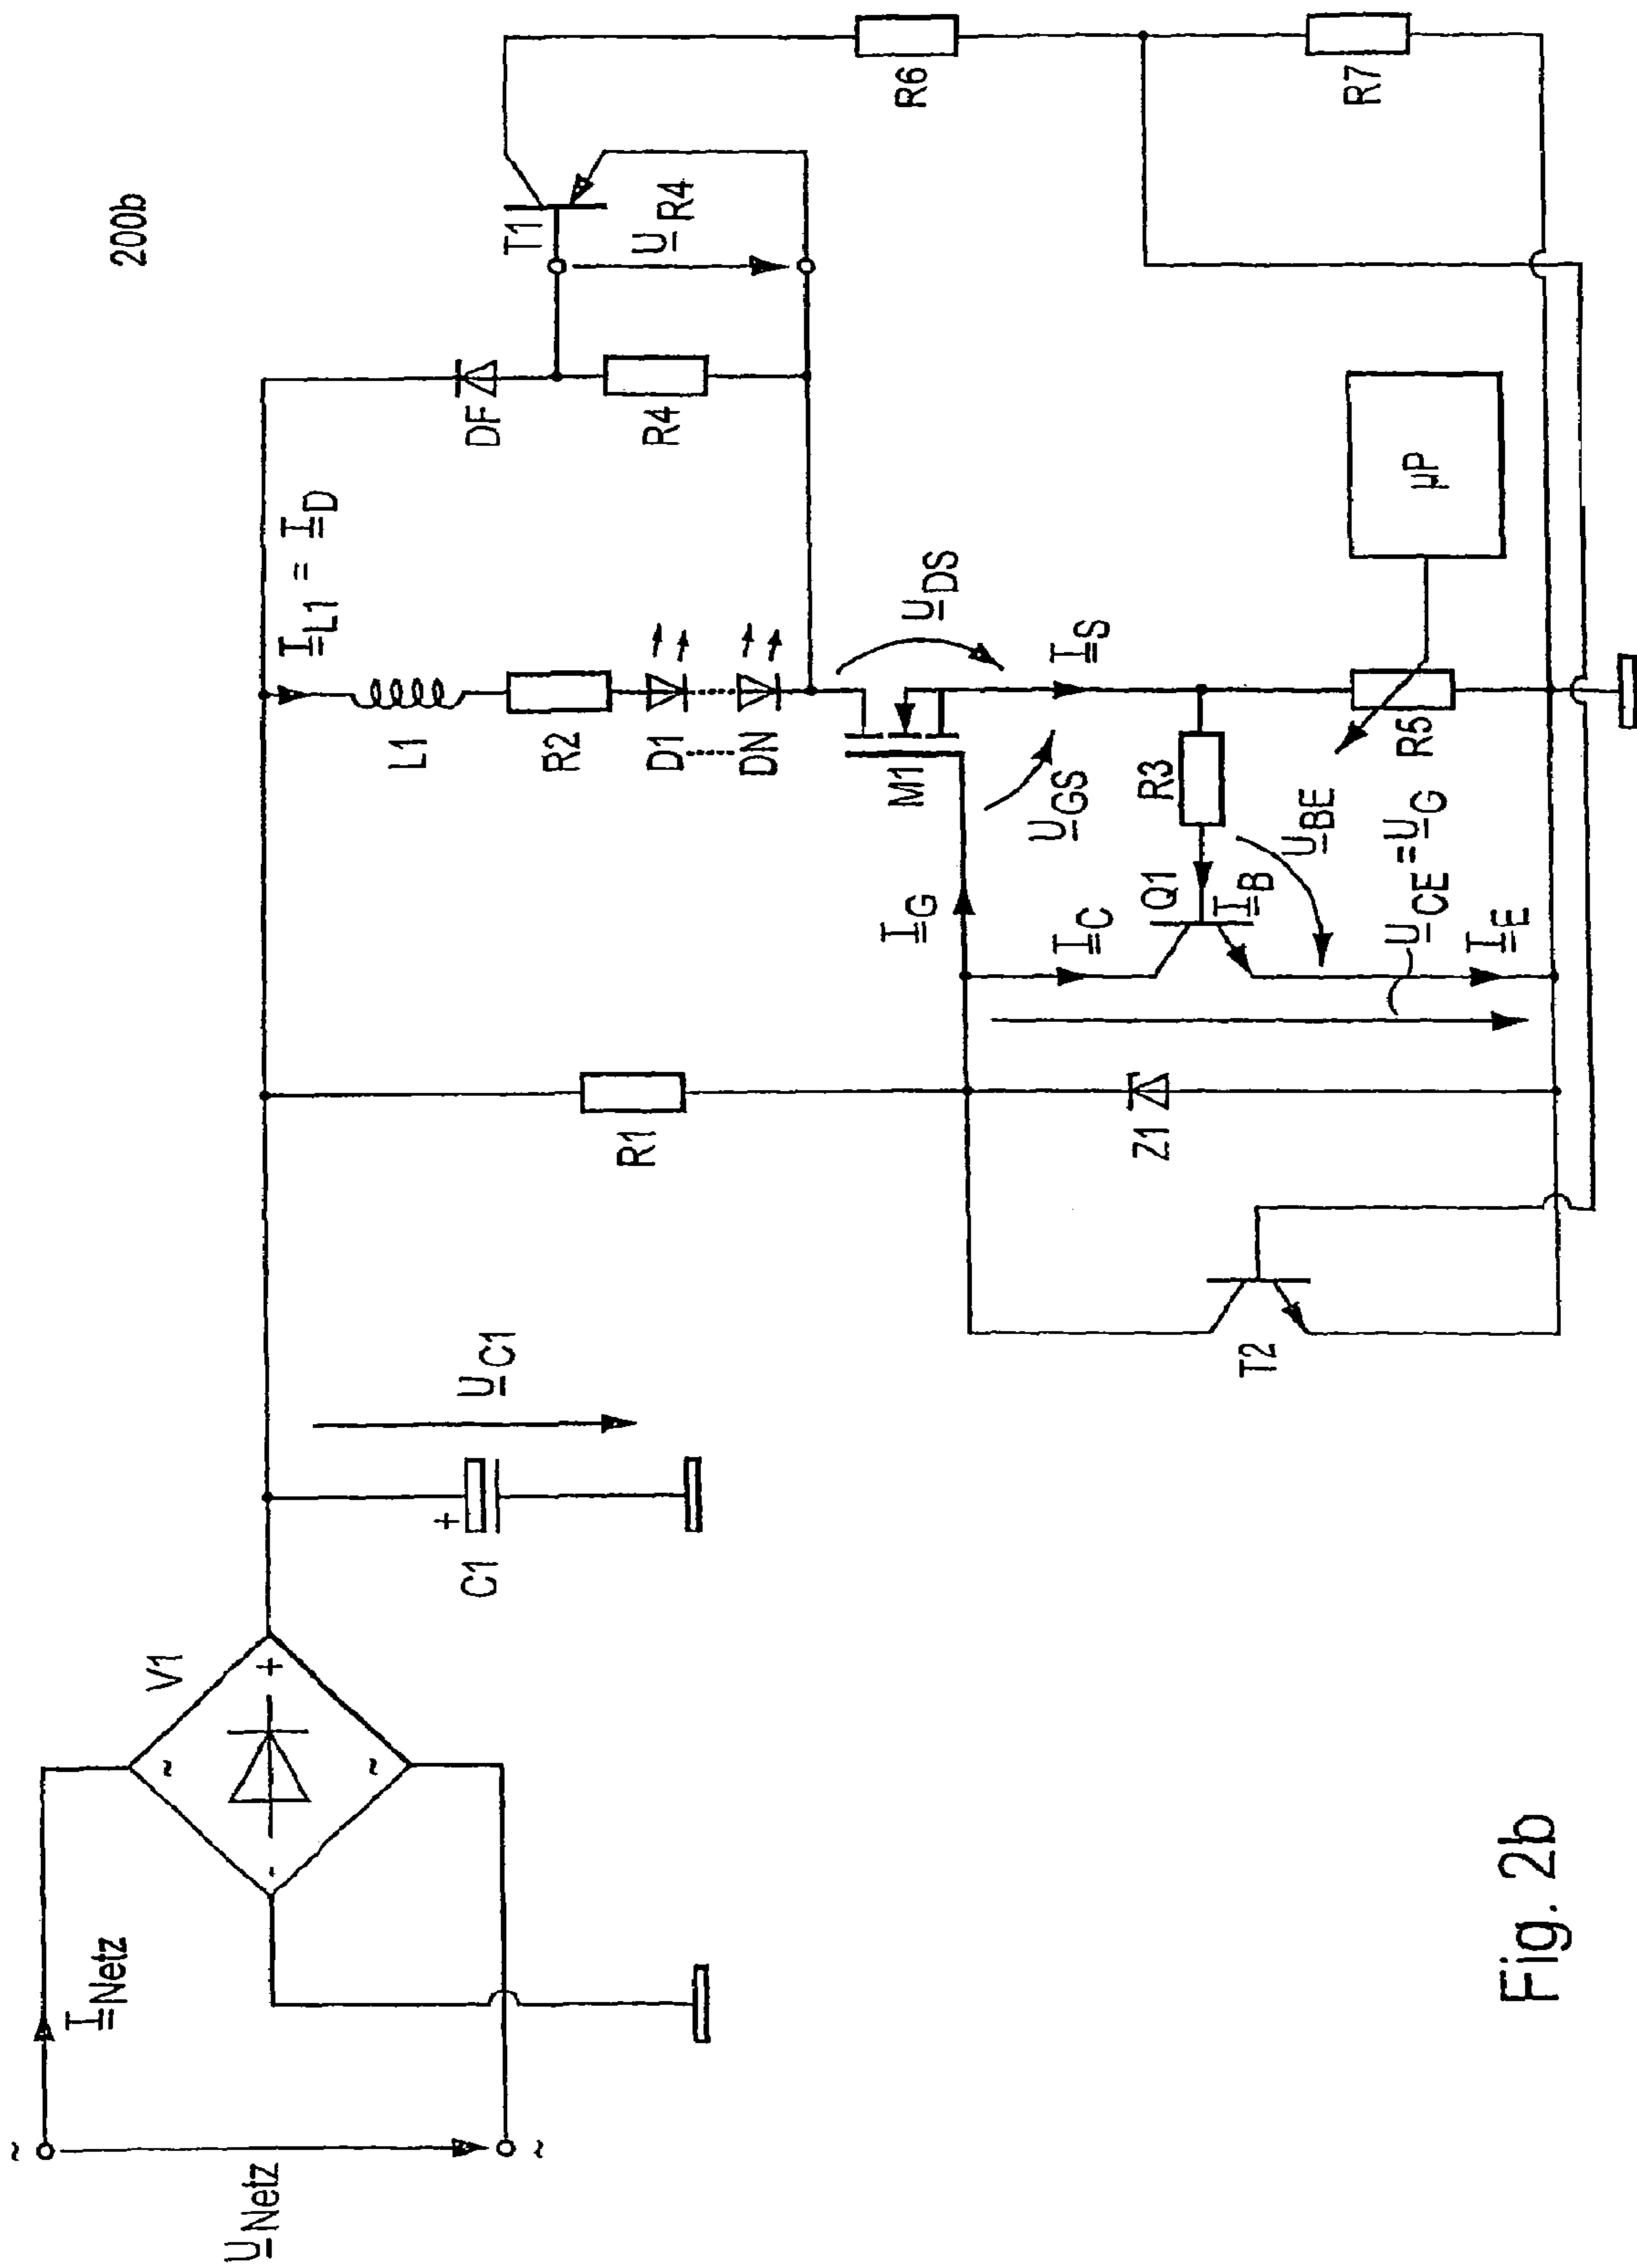 200b
U_Netz
I_Netz
~
~
V1
~
~
+
-
+
C1
U_C1
R1
I_L1 = I_D
L1
R2
D1
DN
DF
R4
T1
U_R4
R6
R7
M1
U_DS
U_GS
I_S
I_G
R3
R5
µP
Q1
I_C
I_B
U_BE
U_CE = U_G
I_E
Z1
T2
Fig. 2b